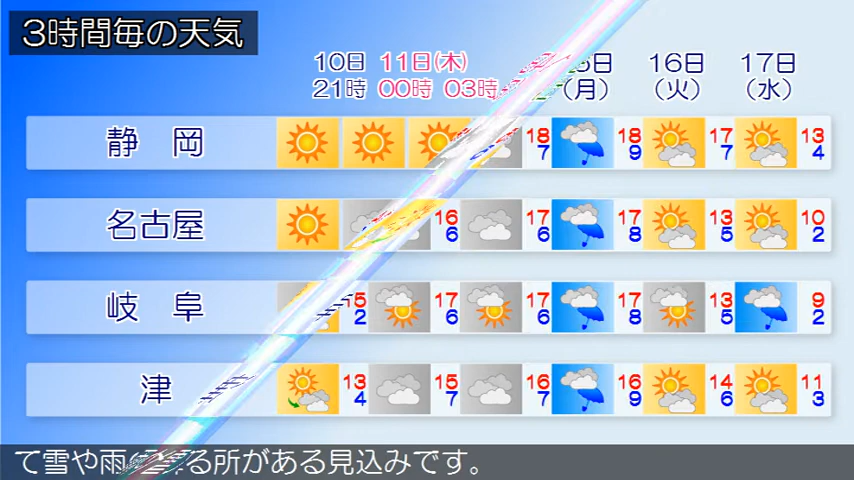 3時間毎の天気
10日 11日(木) 日 16日 17日
21時 00時 03時 (月) (火) (水)
静岡 18 18 17 13
7 9 7 4
名古屋 16 17 17 13 10
6 6 8 5 2
岐阜 15 17 17 17 13 9
2 6 6 8 5 2
津 13 15 16 16 14 11
4 7 7 9 6 3
て雪や雨 る所がある見込みです。